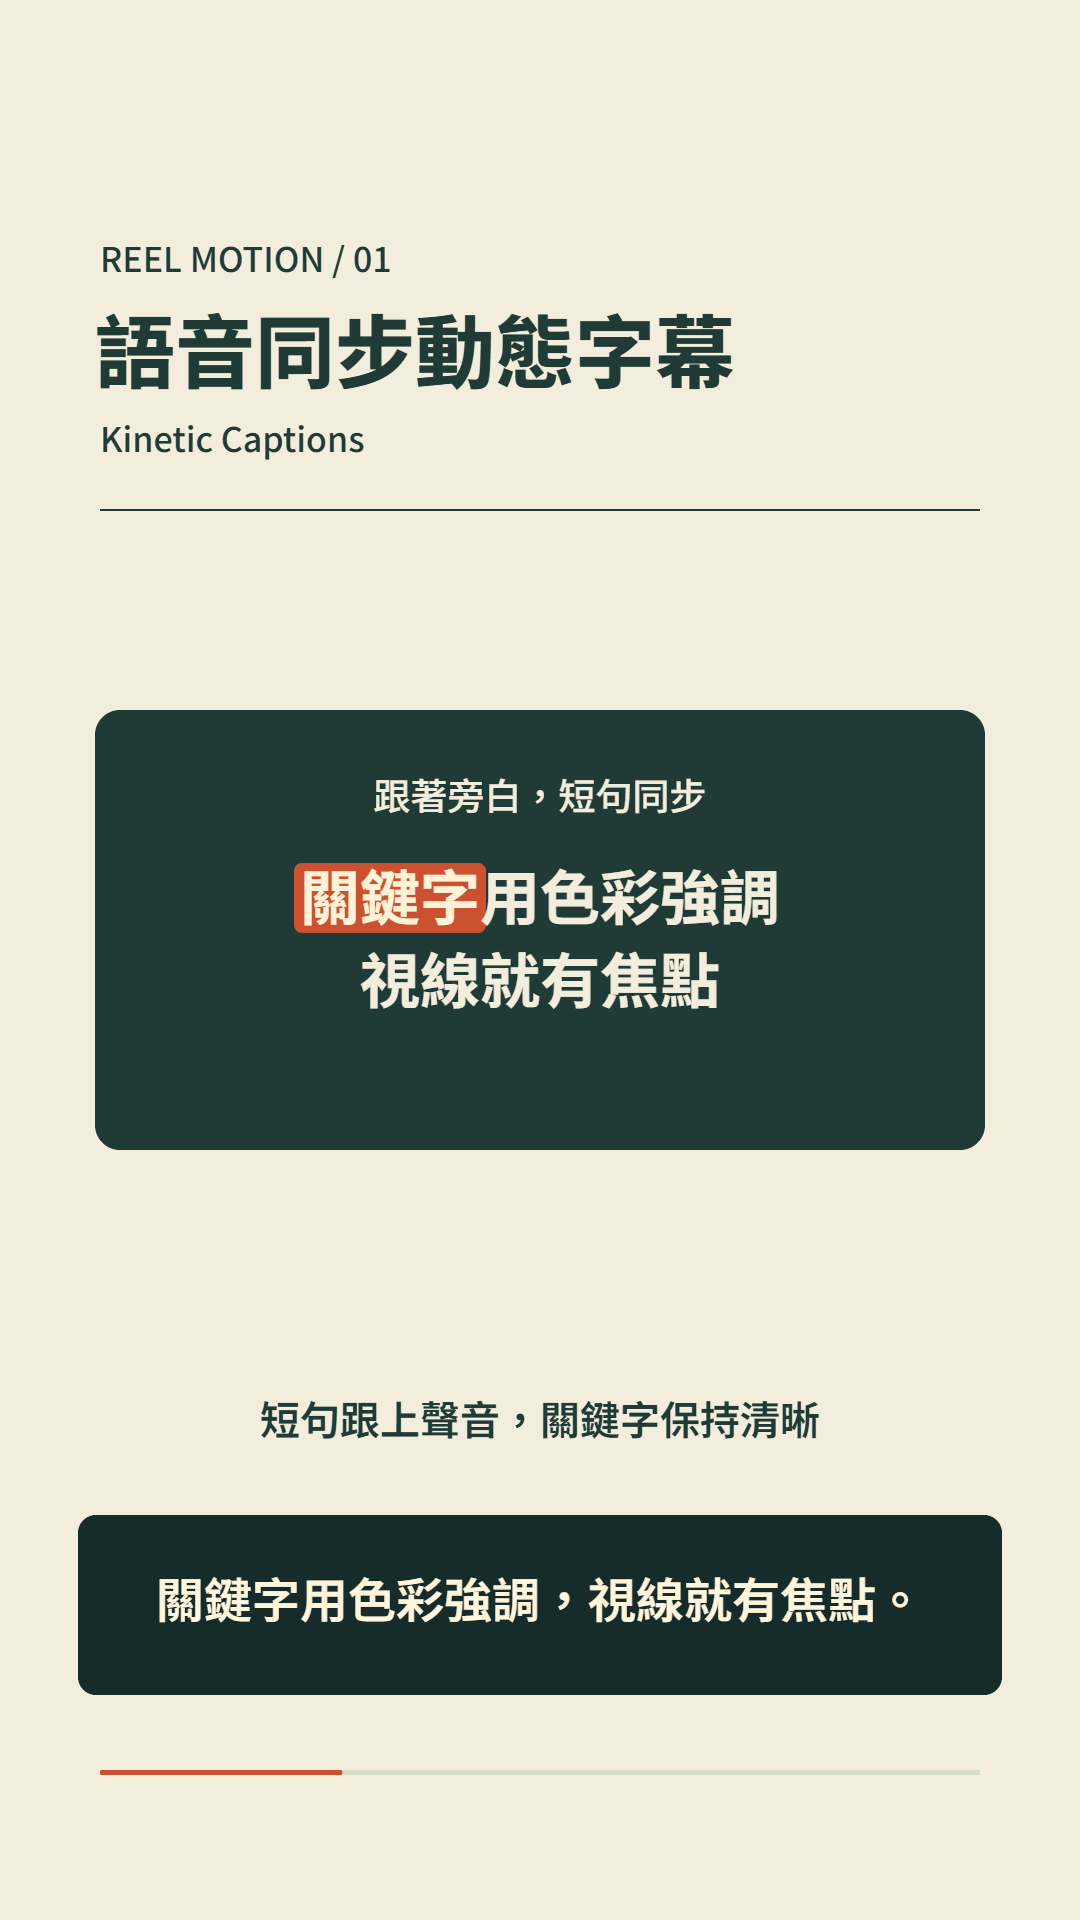 REEL MOTION / 01
語音同步動態字幕
Kinetic Captions
跟著旁白，短句同步
關鍵字用色彩強調
視線就有焦點
短句跟上聲音，關鍵字保持清晰
關鍵字用色彩強調，視線就有焦點。